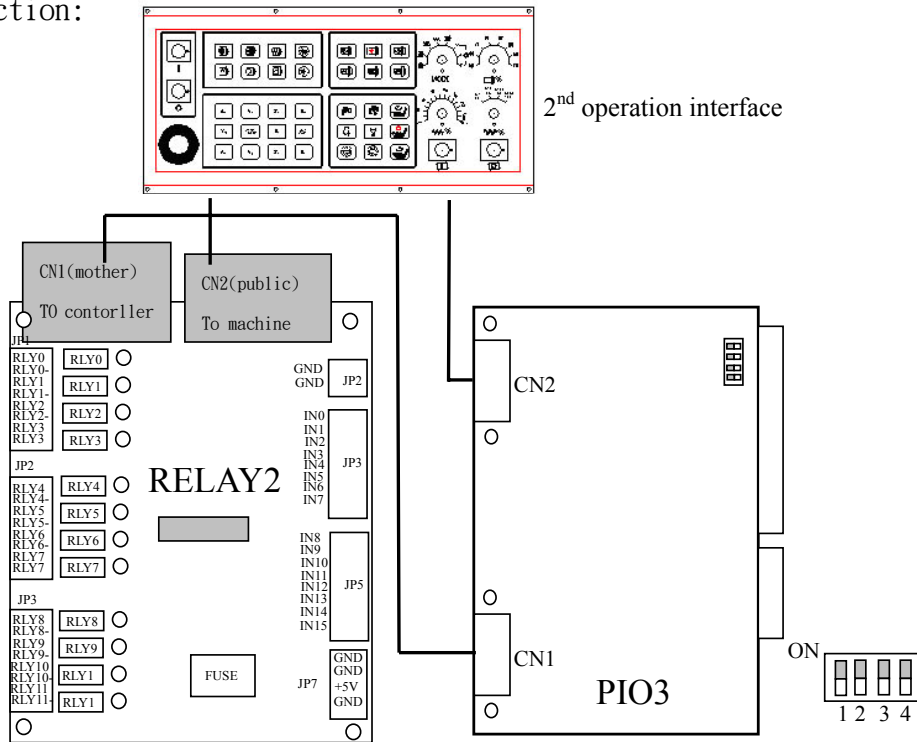 ction:
2nd operation interface
CN1(mother)
TO contorller
CN2(public)
To machine
JP1
RLY0
RLY0-
RLY1
RLY1-
RLY2
RLY2-
RLY3
RLY3
RLY0
RLY1
RLY2
RLY3
JP2
RLY4
RLY4-
RLY5
RLY5-
RLY6
RLY6-
RLY7
RLY7
RLY4
RLY5
RLY6
RLY7
JP3
RLY8
RLY8-
RLY9
RLY9-
RLY10
RLY10-
RLY11
RLY11-
RLY8
RLY9
RLY1
RLY1
RELAY2
FUSE
GND
GND
JP2
IN0
IN1
IN2
IN3
IN4
IN5
IN6
IN7
JP3
IN8
IN9
IN10
IN11
IN12
IN13
IN14
IN15
JP5
JP7
GND
GND
+5V
GND
CN2
CN1
PIO3
ON
1 2 3 4